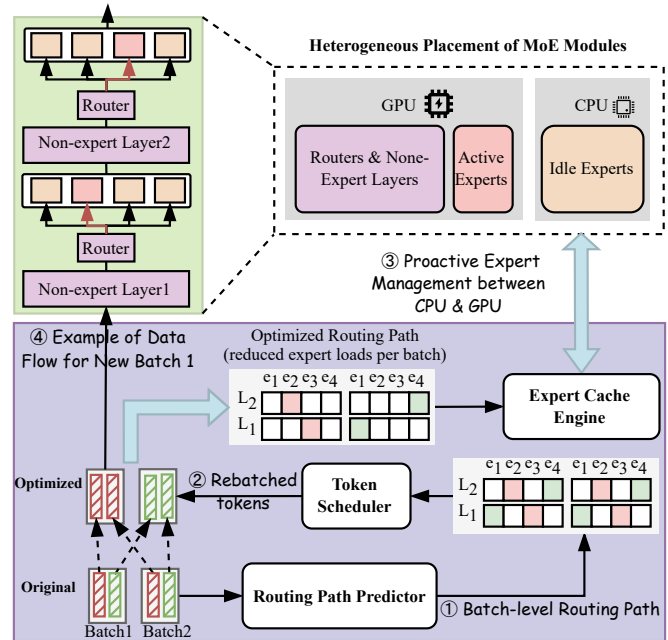 Heterogeneous Placement of MoE Modules
Router
Non-expert Layer2
Router
Non-expert Layer1
GPU
CPU
Routers & None-
Expert Layers
Active
Experts
Idle Experts
③ Proactive Expert
Management between
CPU & GPU
④ Example of Data
Flow for New Batch 1
Optimized Routing Path
(reduced expert loads per batch)
e1 e2 e3 e4 e1 e2 e3 e4
L2
L1
Expert Cache
Engine
Optimized
② Rebatched
tokens
Token
Scheduler
e1 e2 e3 e4 e1 e2 e3 e4
L2
L1
Original
Batch1 Batch2
Routing Path Predictor
① Batch-level Routing Path